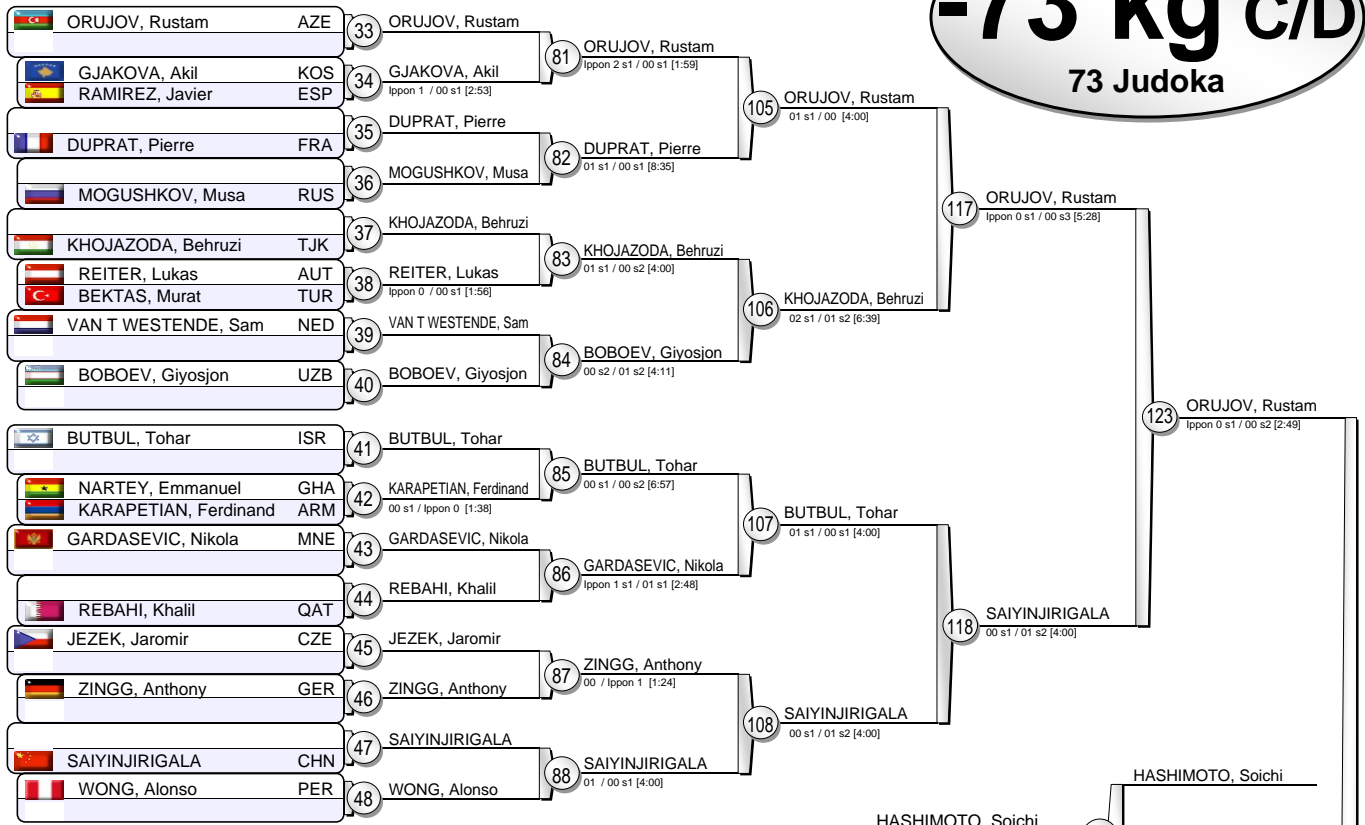 -73 kg C/D
73 Judoka
ORUJOV, Rustam AZE
GJAKOVA, Akil KOS
RAMIREZ, Javier ESP
DUPRAT, Pierre FRA
MOGUSHKOV, Musa RUS
KHOJAZODA, Behruzi TJK
REITER, Lukas AUT
BEKTAS, Murat TUR
VAN T WESTENDE, Sam NED
BOBOEV, Giyosjon UZB
BUTBUL, Tohar ISR
NARTEY, Emmanuel GHA
KARAPETIAN, Ferdinand ARM
GARDASEVIC, Nikola MNE
REBAHI, Khalil QAT
JEZEK, Jaromir CZE
ZINGG, Anthony GER
SAIYINJIRIGALA CHN
WONG, Alonso PER
33 ORUJOV, Rustam
34 GJAKOVA, Akil
Ippon 1 / 00 s1 [2:53]
35 DUPRAT, Pierre
36 MOGUSHKOV, Musa
37 KHOJAZODA, Behruzi
38 REITER, Lukas
Ippon 0 / 00 s1 [1:56]
39 VAN T WESTENDE, Sam
40 BOBOEV, Giyosjon
41 BUTBUL, Tohar
42 KARAPETIAN, Ferdinand
00 s1 / Ippon 0 [1:38]
43 GARDASEVIC, Nikola
44 REBAHI, Khalil
45 JEZEK, Jaromir
46 ZINGG, Anthony
47 SAIYINJIRIGALA
48 WONG, Alonso
81 ORUJOV, Rustam
Ippon 2 s1 / 00 s1 [1:59]
82 DUPRAT, Pierre
01 s1 / 00 s1 [8:35]
83 KHOJAZODA, Behruzi
01 s1 / 00 s2 [4:00]
84 BOBOEV, Giyosjon
00 s2 / 01 s2 [4:11]
85 BUTBUL, Tohar
00 s1 / 00 s2 [6:57]
86 GARDASEVIC, Nikola
Ippon 1 s1 / 01 s1 [2:48]
87 ZINGG, Anthony
00 / Ippon 1 [1:24]
88 SAIYINJIRIGALA
01 / 00 s1 [4:00]
105 ORUJOV, Rustam
01 s1 / 00 [4:00]
106 KHOJAZODA, Behruzi
02 s1 / 01 s2 [6:39]
107 BUTBUL, Tohar
01 s1 / 00 s1 [4:00]
108 SAIYINJIRIGALA
00 s1 / 01 s2 [4:00]
117 ORUJOV, Rustam
Ippon 0 s1 / 00 s3 [5:28]
118 SAIYINJIRIGALA
00 s1 / 01 s2 [4:00]
123 ORUJOV, Rustam
Ippon 0 s1 / 00 s2 [2:49]
HASHIMOTO, Soichi
HASHIMOTO, Soichi